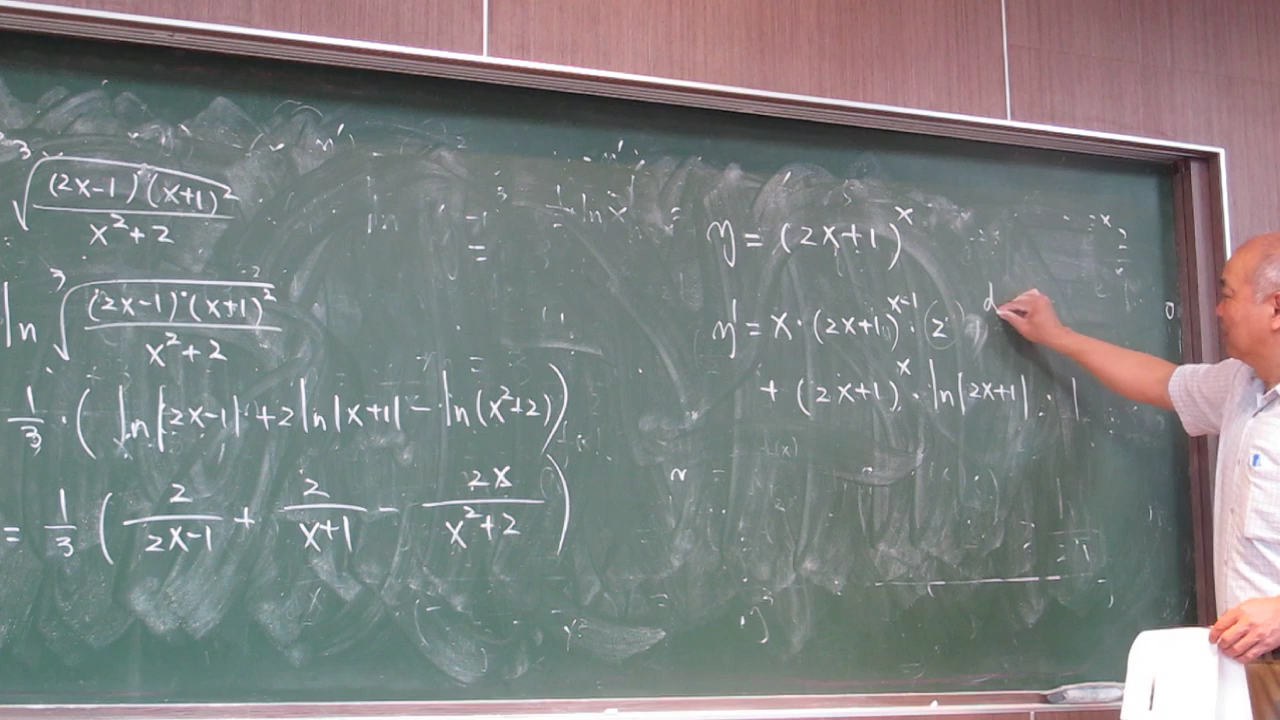 ³√((2x-1)(x+1)²/(x²+2))
ln ³√((2x-1)(x+1)²/(x²+2))
1/3 · (ln|2x-1| + 2ln|x+1| - ln(x²+2))
= 1/3 (2/(2x-1) + 2/(x+1) - 2x/(x²+2))
y = (2x+1)ˣ
y' = x · (2x+1)ˣ⁻¹ · (2)
+ (2x+1)ˣ · ln|2x+1| · 1